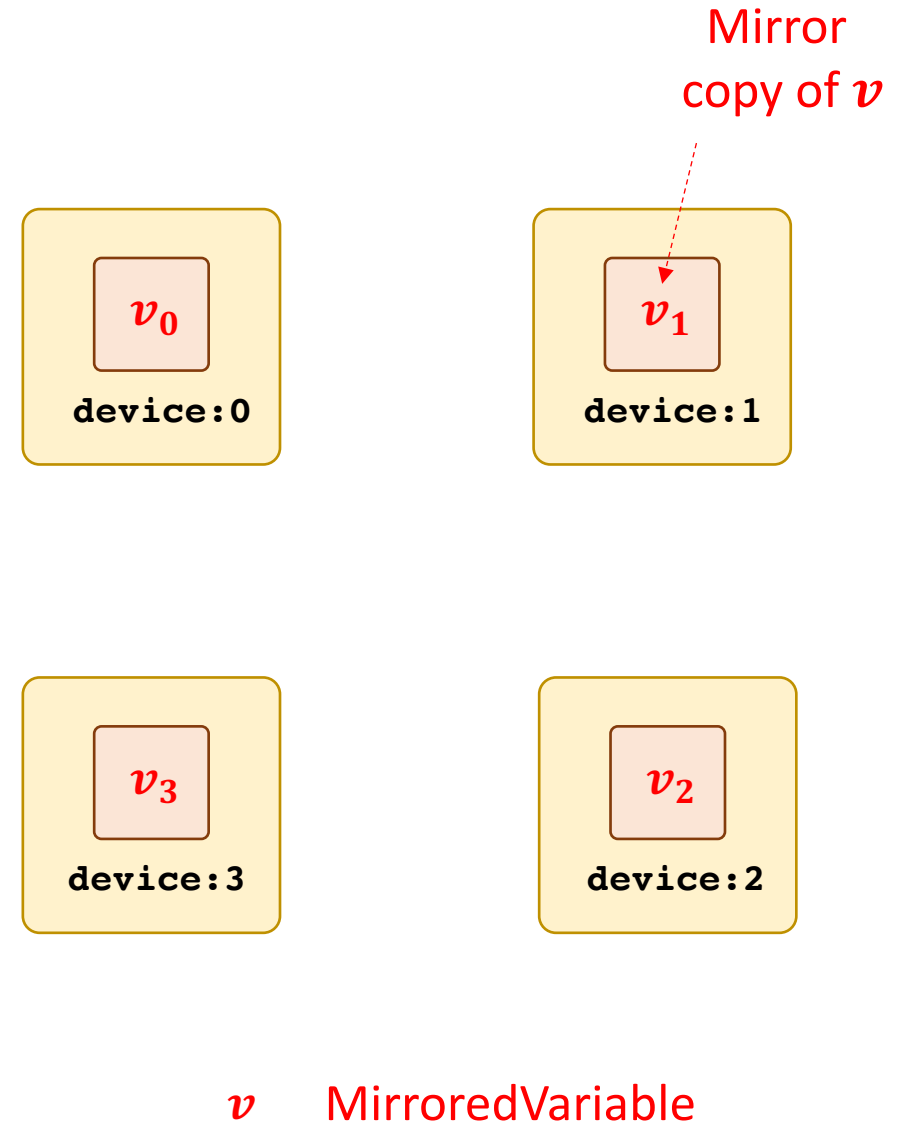 Mirror
copy of v
v0
v1
device:0
device:1
v3
v2
device:3
device:2
v MirroredVariable